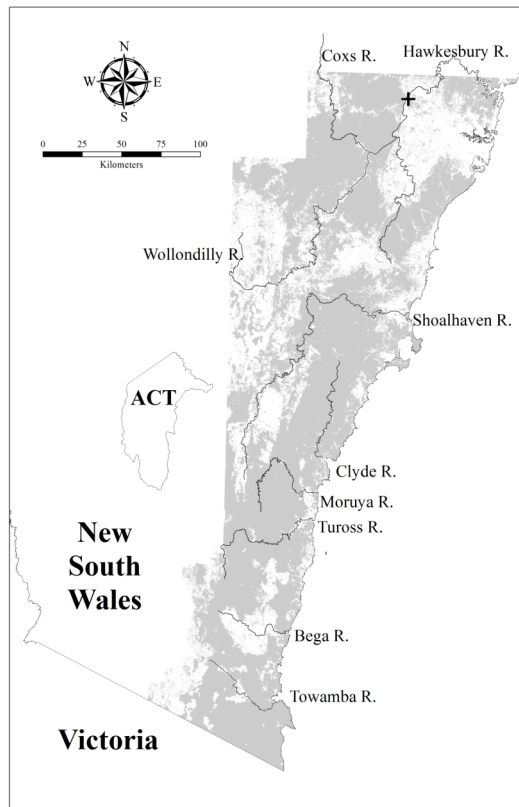 Coxs R.
Hawkesbury R.
N
W E
S
0 25 50 75 100
Kilometers
Wollondilly R.
Shoalhaven R.
ACT
Clyde R.
Moruya R.
Tuross R.
New
South
Wales
Bega R.
Towamba R.
Victoria